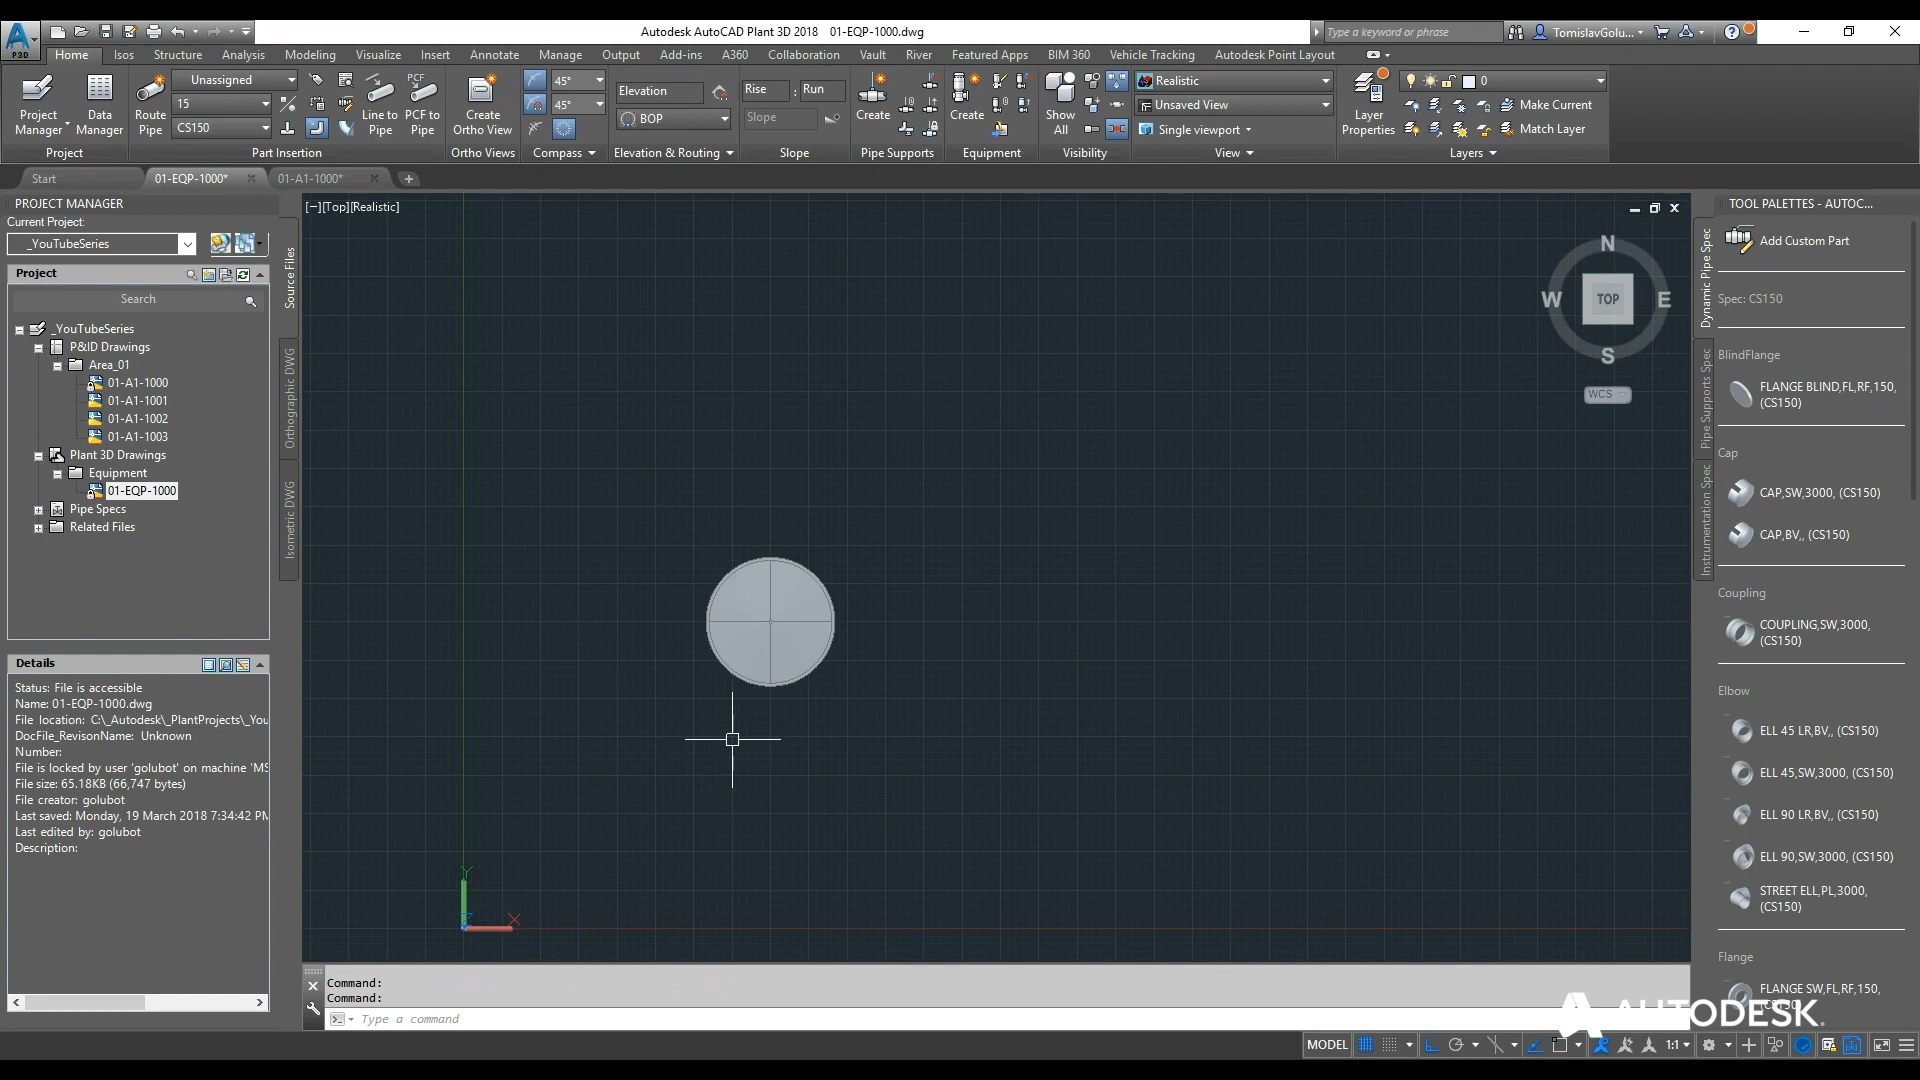 Autodesk AutoCAD Plant 3D 2018 01-EQP-1000.dwg
Type a keyword or phrase
TomislavGolu...
P3D
Home Isos Structure Analysis Modeling Visualize Insert Annotate Manage Output Add-ins A360 Collaboration Vault River Featured Apps BIM 360 Vehicle Tracking Autodesk Point Layout
Project Manager
Data Manager
Project
Route Pipe
Unassigned
15
CS150
Line to Pipe
PCF
PCF to Pipe
Part Insertion
Create Ortho View
Ortho Views
45°
45°
Compass
Elevation
BOP
Elevation & Routing
Rise : Run
Slope
Slope
Create
Pipe Supports
Create
Equipment
Show All
Visibility
Realistic
Unsaved View
Single viewport
View
Layer Properties
0
Make Current
Match Layer
Layers
Start
01-EQP-1000*
01-A1-1000*
PROJECT MANAGER
Current Project:
_YouTubeSeries
Project
Search
_YouTubeSeries
P&ID Drawings
Area_01
01-A1-1000
01-A1-1001
01-A1-1002
01-A1-1003
Plant 3D Drawings
Equipment
01-EQP-1000
Pipe Specs
Related Files
Source Files
Orthographic DWG
Isometric DWG
Details
Status: File is accessible
Name: 01-EQP-1000.dwg
File location: C:\_Autodesk\_PlantProjects\_You
DocFile_RevisonName: Unknown
Number:
File is locked by user 'golubot' on machine 'MS
File size: 65.18KB (66,747 bytes)
File creator: golubot
Last saved: Monday, 19 March 2018 7:34:42 PM
Last edited by: golubot
Description:
[−][Top][Realistic]
N
W TOP E
S
WCS
Y
X
Command:
Command:
Type a command
TOOL PALETTES - AUTOC...
Dynamic Pipe Spec
Pipe Supports Spec
Instrumentation Spec
Add Custom Part
Spec: CS150
BlindFlange
FLANGE BLIND,FL,RF,150,
(CS150)
Cap
CAP,SW,3000, (CS150)
CAP,BV,, (CS150)
Coupling
COUPLING,SW,3000,
(CS150)
Elbow
ELL 45 LR,BV,, (CS150)
ELL 45,SW,3000, (CS150)
ELL 90 LR,BV,, (CS150)
ELL 90,SW,3000, (CS150)
STREET ELL,PL,3000,
(CS150)
Flange
FLANGE SW,FL,RF,150,
AUTODESK.
MODEL
1:1